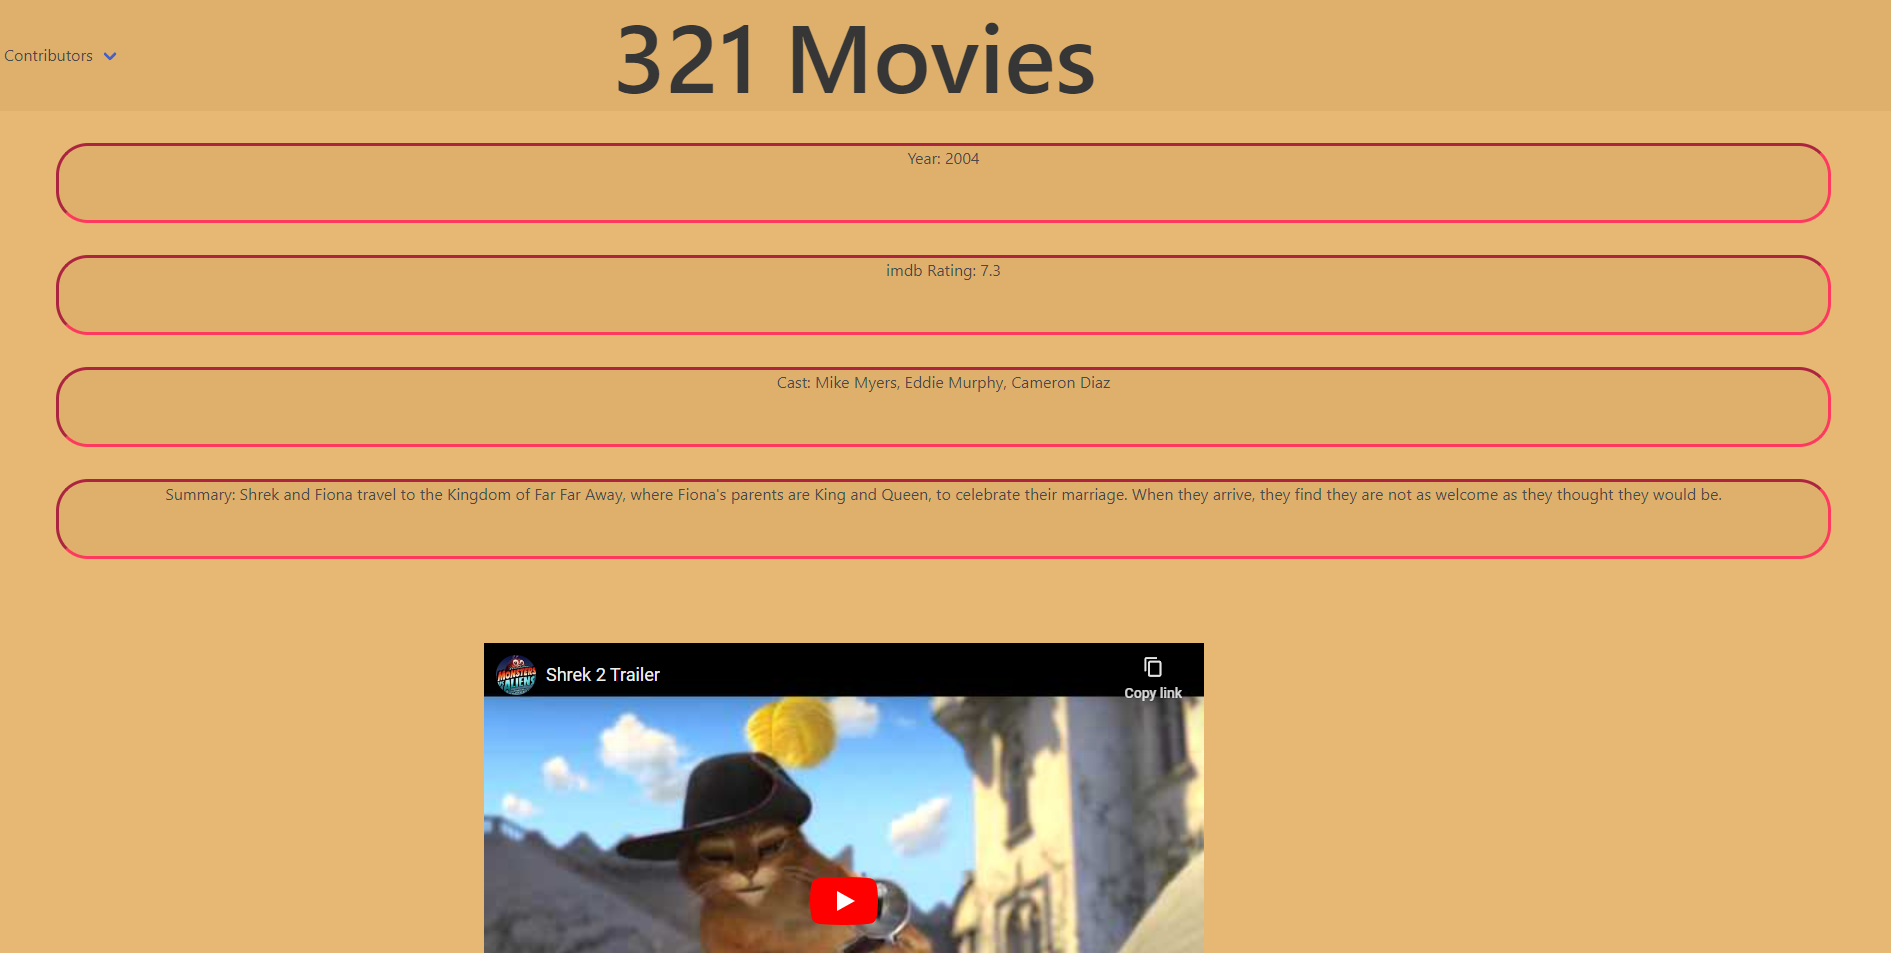 321 Movies
Contributors
Year: 2004
imdb Rating: 7.3
Cast: Mike Myers, Eddie Murphy, Cameron Diaz
Summary: Shrek and Fiona travel to the Kingdom of Far Far Away, where Fiona's parents are King and Queen, to celebrate their marriage. When they arrive, they find they are not as welcome as they thought they would be.
MONSTERS
VS ALIENS
Shrek 2 Trailer
Copy link